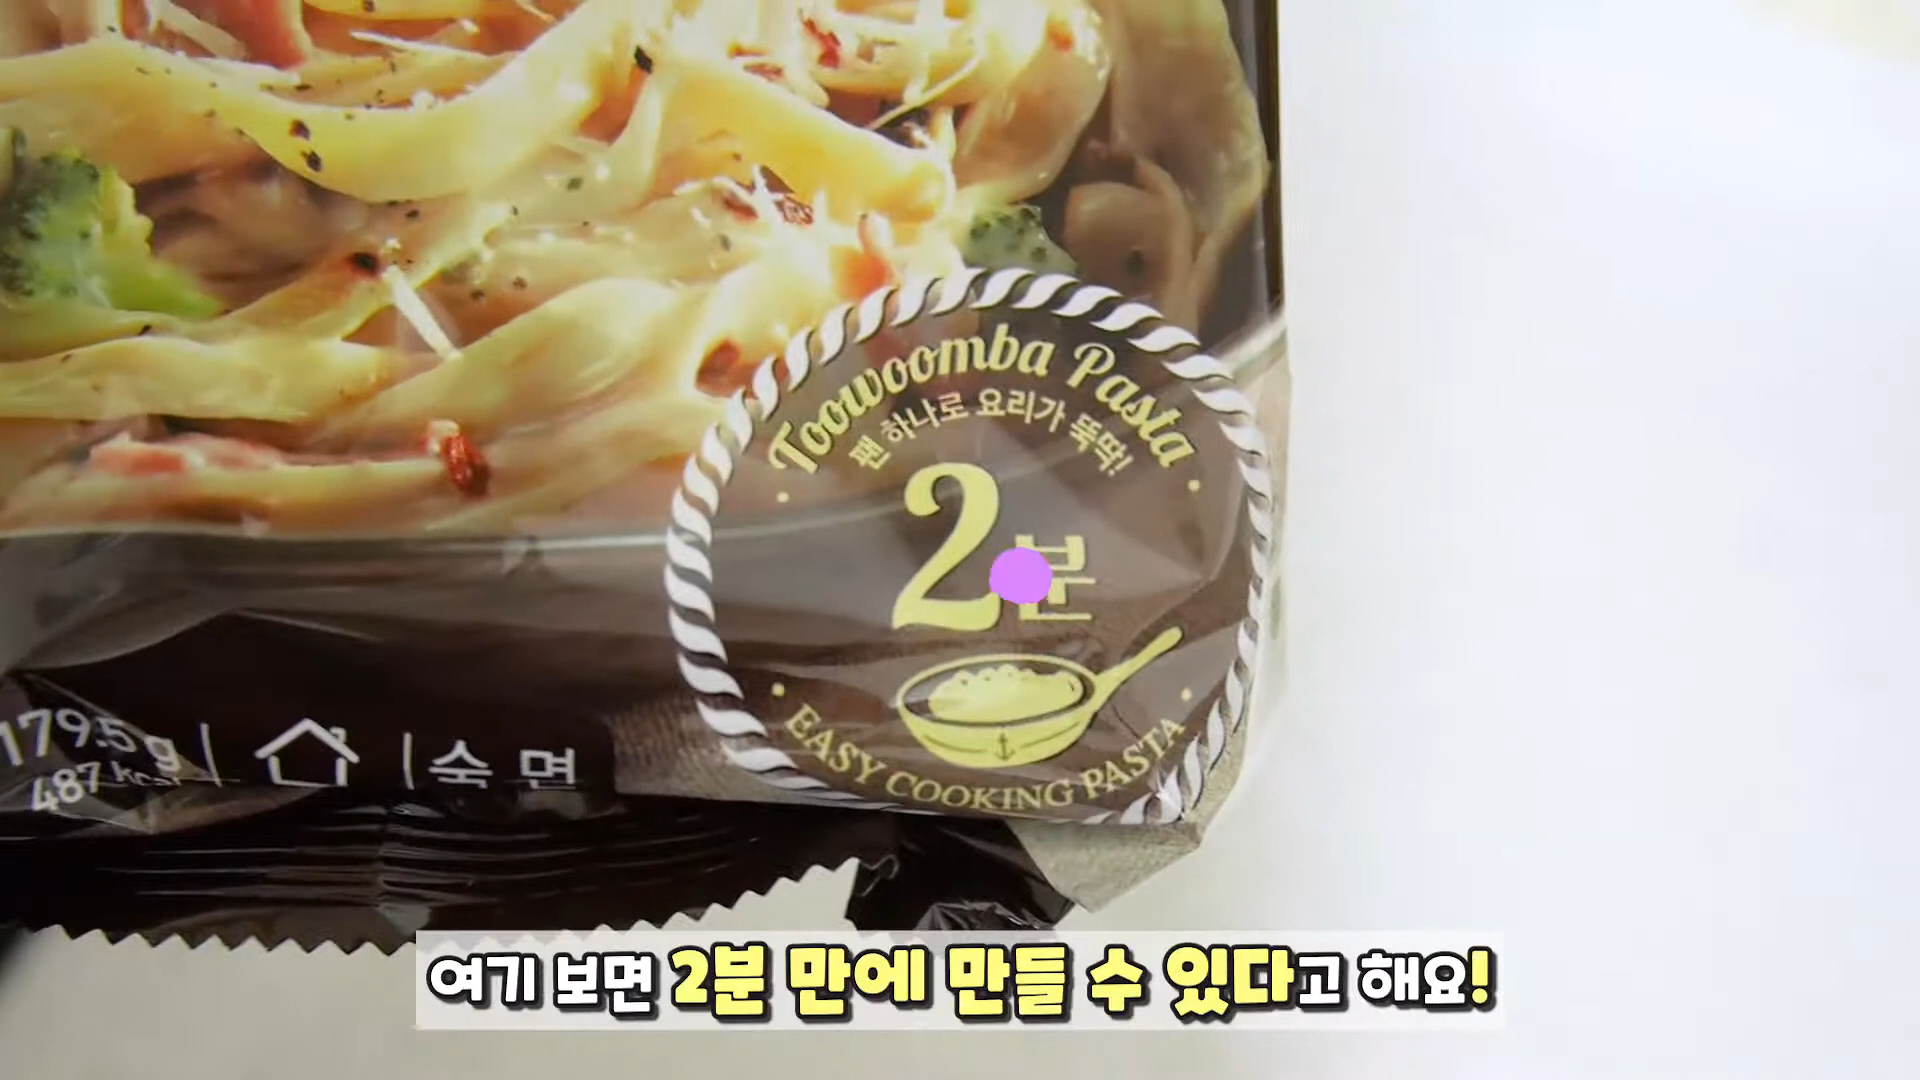 Toowoomba Pasta
팬 하나로 요리가 뚝딱!
2분
EASY COOKING PASTA
179.5g | | 숙면
487 kcal
여기 보면 2분 만에 만들 수 있다고 해요!